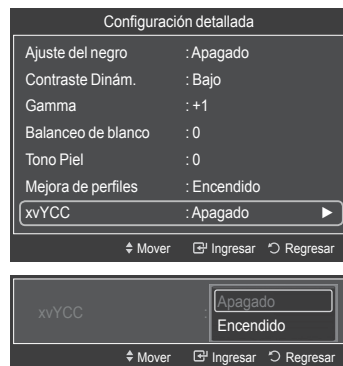 Configuración detallada
Ajuste del negro : Apagado
Contraste Dinám. : Bajo
Gamma : +1
Balanceo de blanco : 0
Tono Piel : 0
Mejora de perfiles : Encendido
xvYCC : Apagado
Mover Ingresar Regresar
xvYCC : Apagado
Encendido
Mover Ingresar Regresar